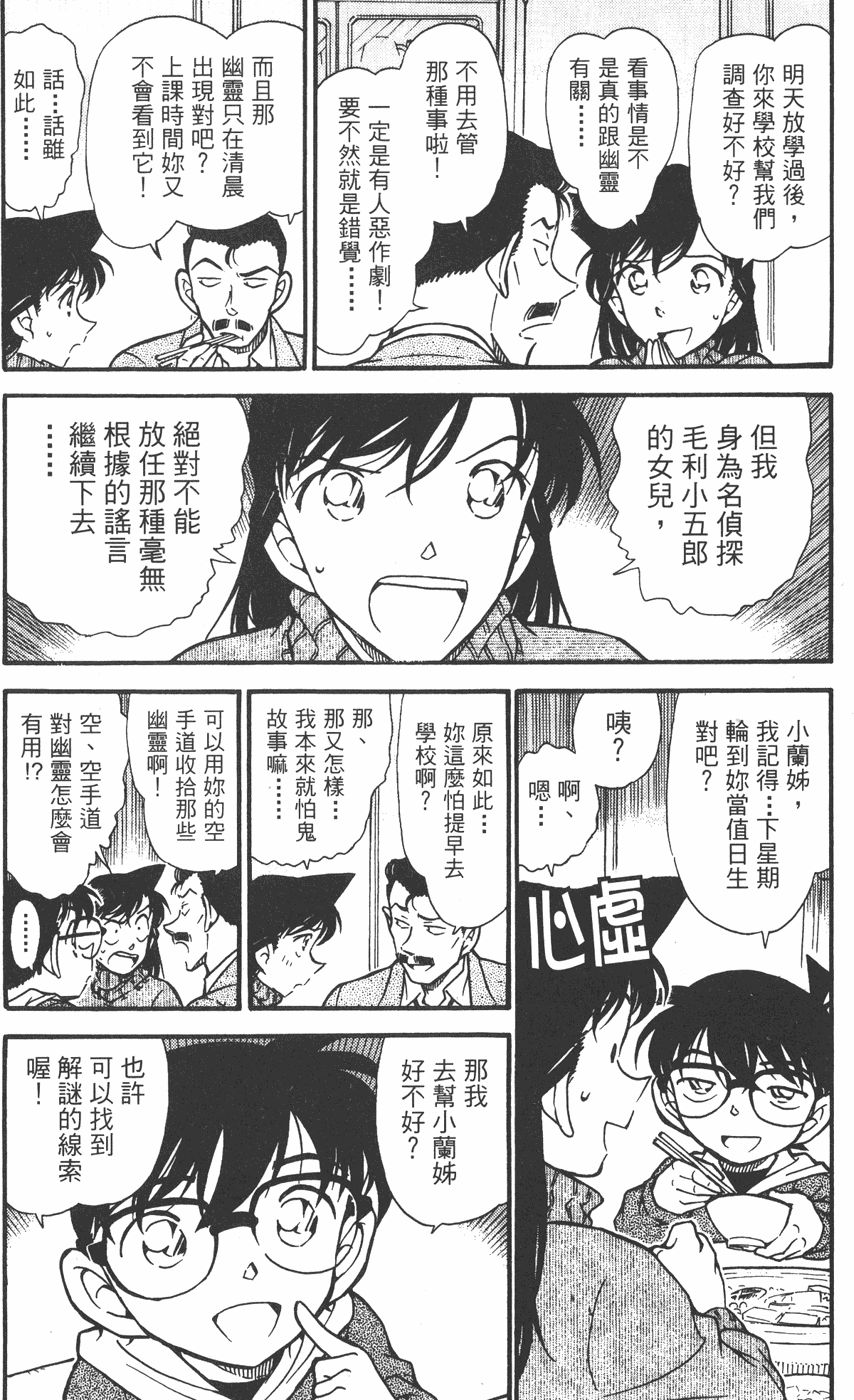 明天放學過後，
你來學校幫我們
調查好不好？
看事情是不
是真的跟幽靈
有關……
不用去管
那種事啦！
一定是有人惡作劇！
要不然就是錯覺……
而且那
幽靈只在清晨
出現對吧？
上課時間妳又
不會看到它！
話…話雖
如此……
但我
身為名偵探
毛利小五郎
的女兒，
絕對不能
放任那種毫無
根據的謠言
繼續下去
……
小蘭姊，
我記得…下星期
輪到妳當值日生
對吧？
咦？
啊、
嗯…
心虛
原來如此…
妳這麼怕提早去
學校啊？
那、
那又怎樣…
我本來就怕鬼
故事嘛……
可以用妳的空
手道收拾那些
幽靈啊！
空、空手道
對幽靈怎麼會
有用!?
……
那我
去幫小蘭姊
好不好？
也許
可以找到
解謎的線索
喔！